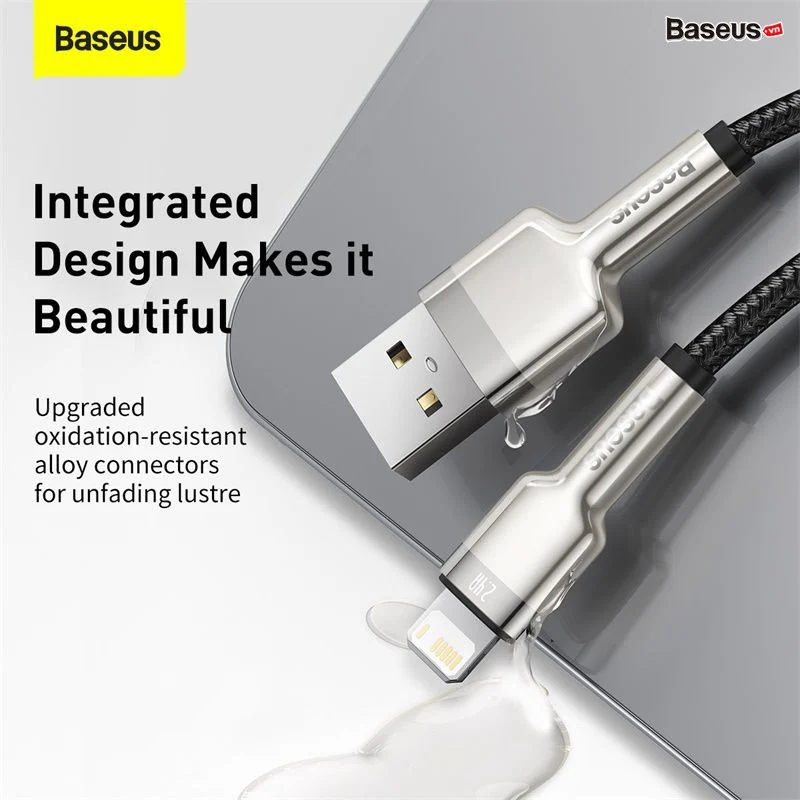 Baseus
Baseus.vn
Integrated
Design Makes it
Beautiful
Upgraded
oxidation-resistant
alloy connectors
for unfading lustre
Baseus
Baseus
2.4A